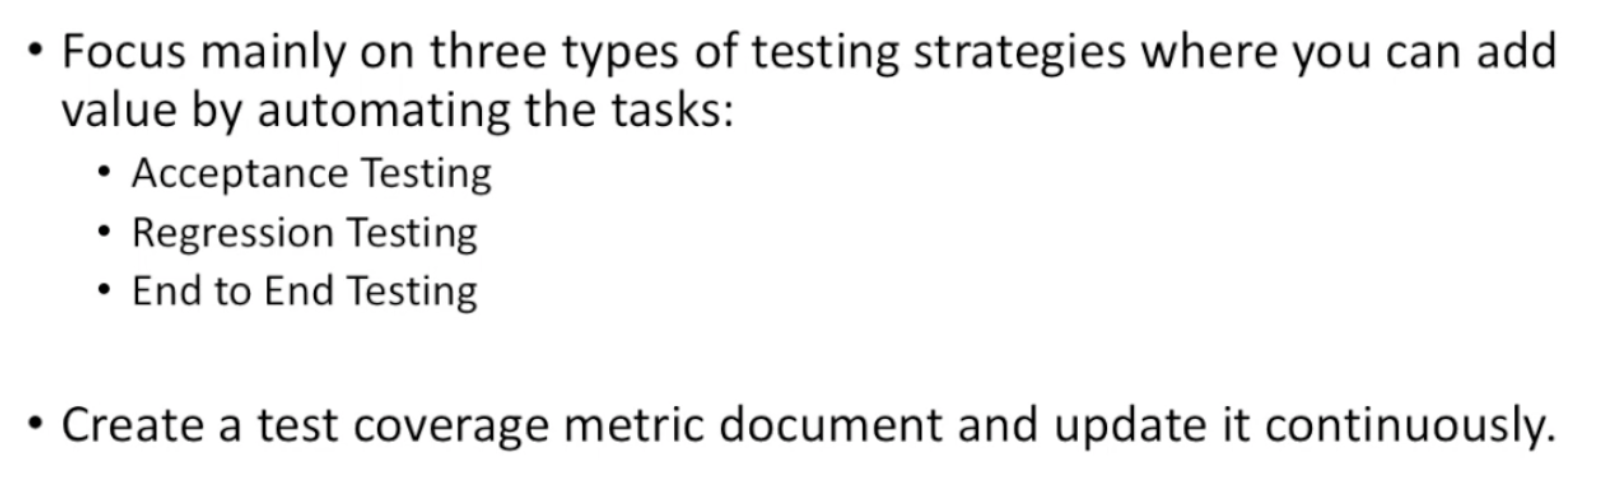 • Focus mainly on three types of testing strategies where you can add
value by automating the tasks:
• Acceptance Testing
• Regression Testing
• End to End Testing
• Create a test coverage metric document and update it continuously.